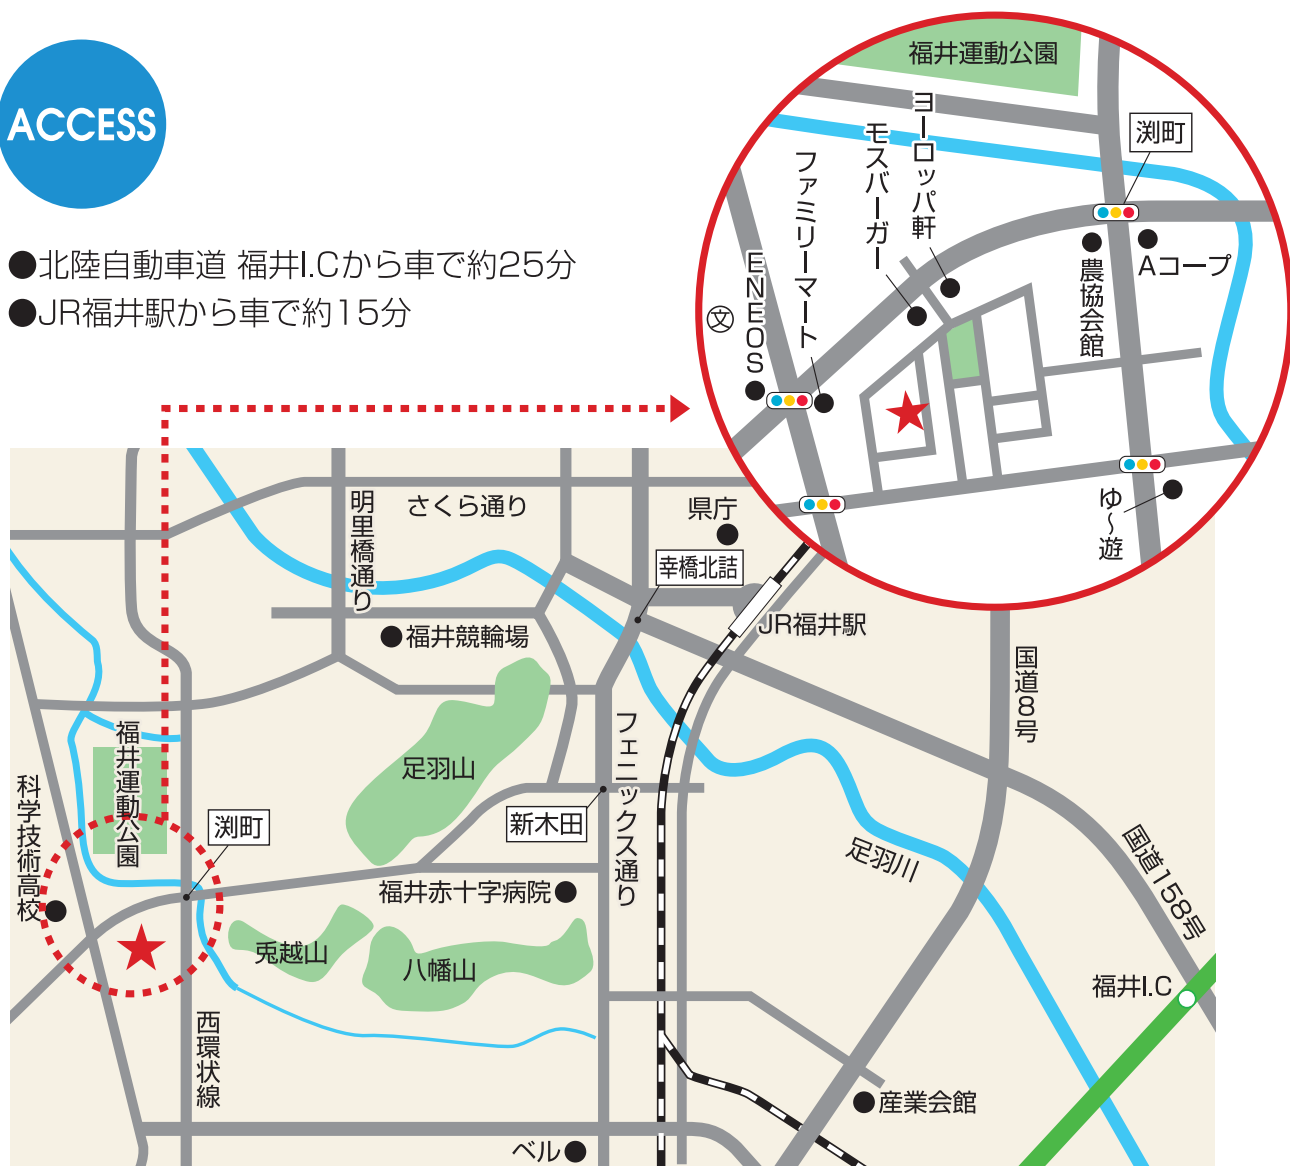 ACCESS
●北陸自動車道 福井I.Cから車で約25分
●JR福井駅から車で約15分
福井運動公園
渕町
ヨーロッパ軒
モスバーガー
ファミリーマート
ENEOS
文
農協会館
Aコープ
ゆ〜遊
さくら通り
明里橋通り
県庁
幸橋北詰
JR福井駅
福井競輪場
国道8号
足羽山
フェニックス通り
福井運動公園
科学技術高校
渕町
新木田
足羽川
国道158号
福井赤十字病院
兎越山
八幡山
福井I.C
西環状線
産業会館
ベル